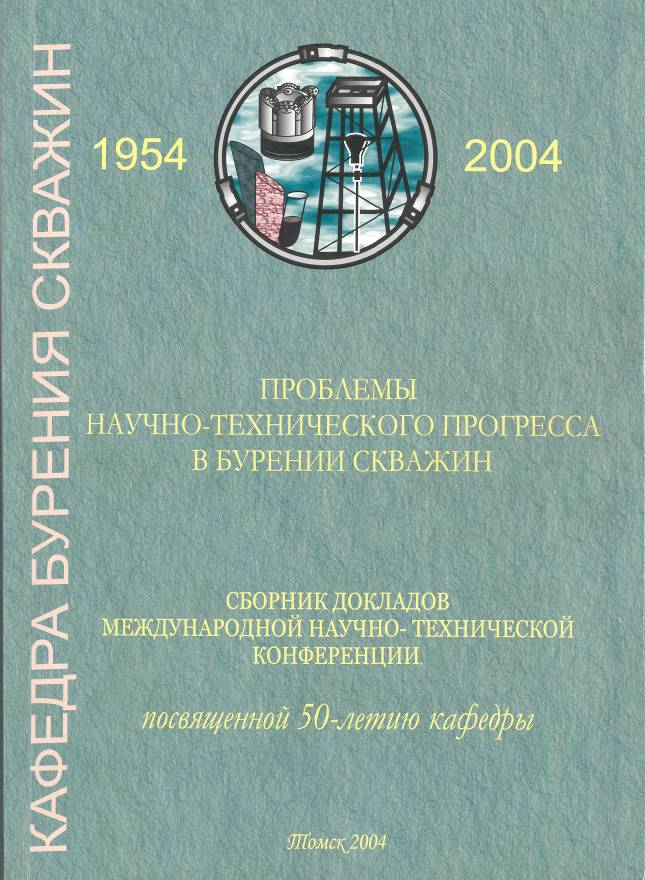 КАФЕДРА БУРЕНИЯ СКВАЖИН
1954
2004
ПРОБЛЕМЫ
НАУЧНО-ТЕХНИЧЕСКОГО ПРОГРЕССА
В БУРЕНИИ СКВАЖИН
СБОРНИК ДОКЛАДОВ
МЕЖДУНАРОДНОЙ НАУЧНО- ТЕХНИЧЕСКОЙ
КОНФЕРЕНЦИИ,
посвященной 50-летию кафедры
Томск 2004